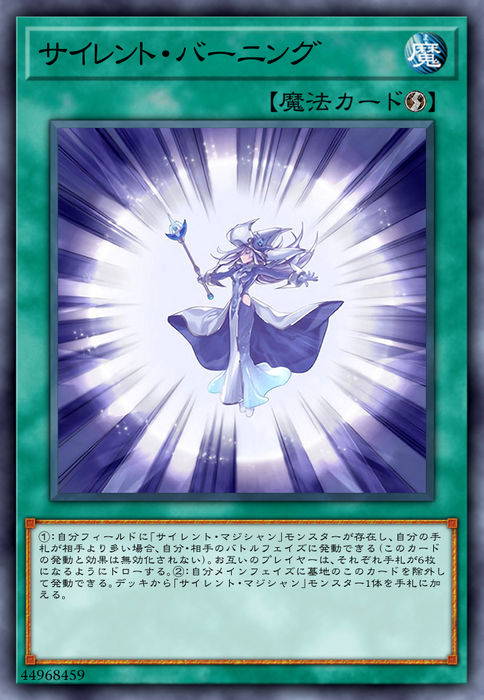 サイレント・バーニング
魔
【魔法カード】
①:自分フィールドに「サイレント・マジシャン」モンスターが存在し、自分の手
札が相手より多い場合、自分・相手のバトルフェイズに発動できる(このカード
の発動と効果は無効化されない)。お互いのプレイヤーは、それぞれ手札が6枚
になるようにドローする。②:自分メインフェイズに墓地のこのカードを除外し
て発動できる。デッキから「サイレント・マジシャン」モンスター1体を手札に加
える。
44968459